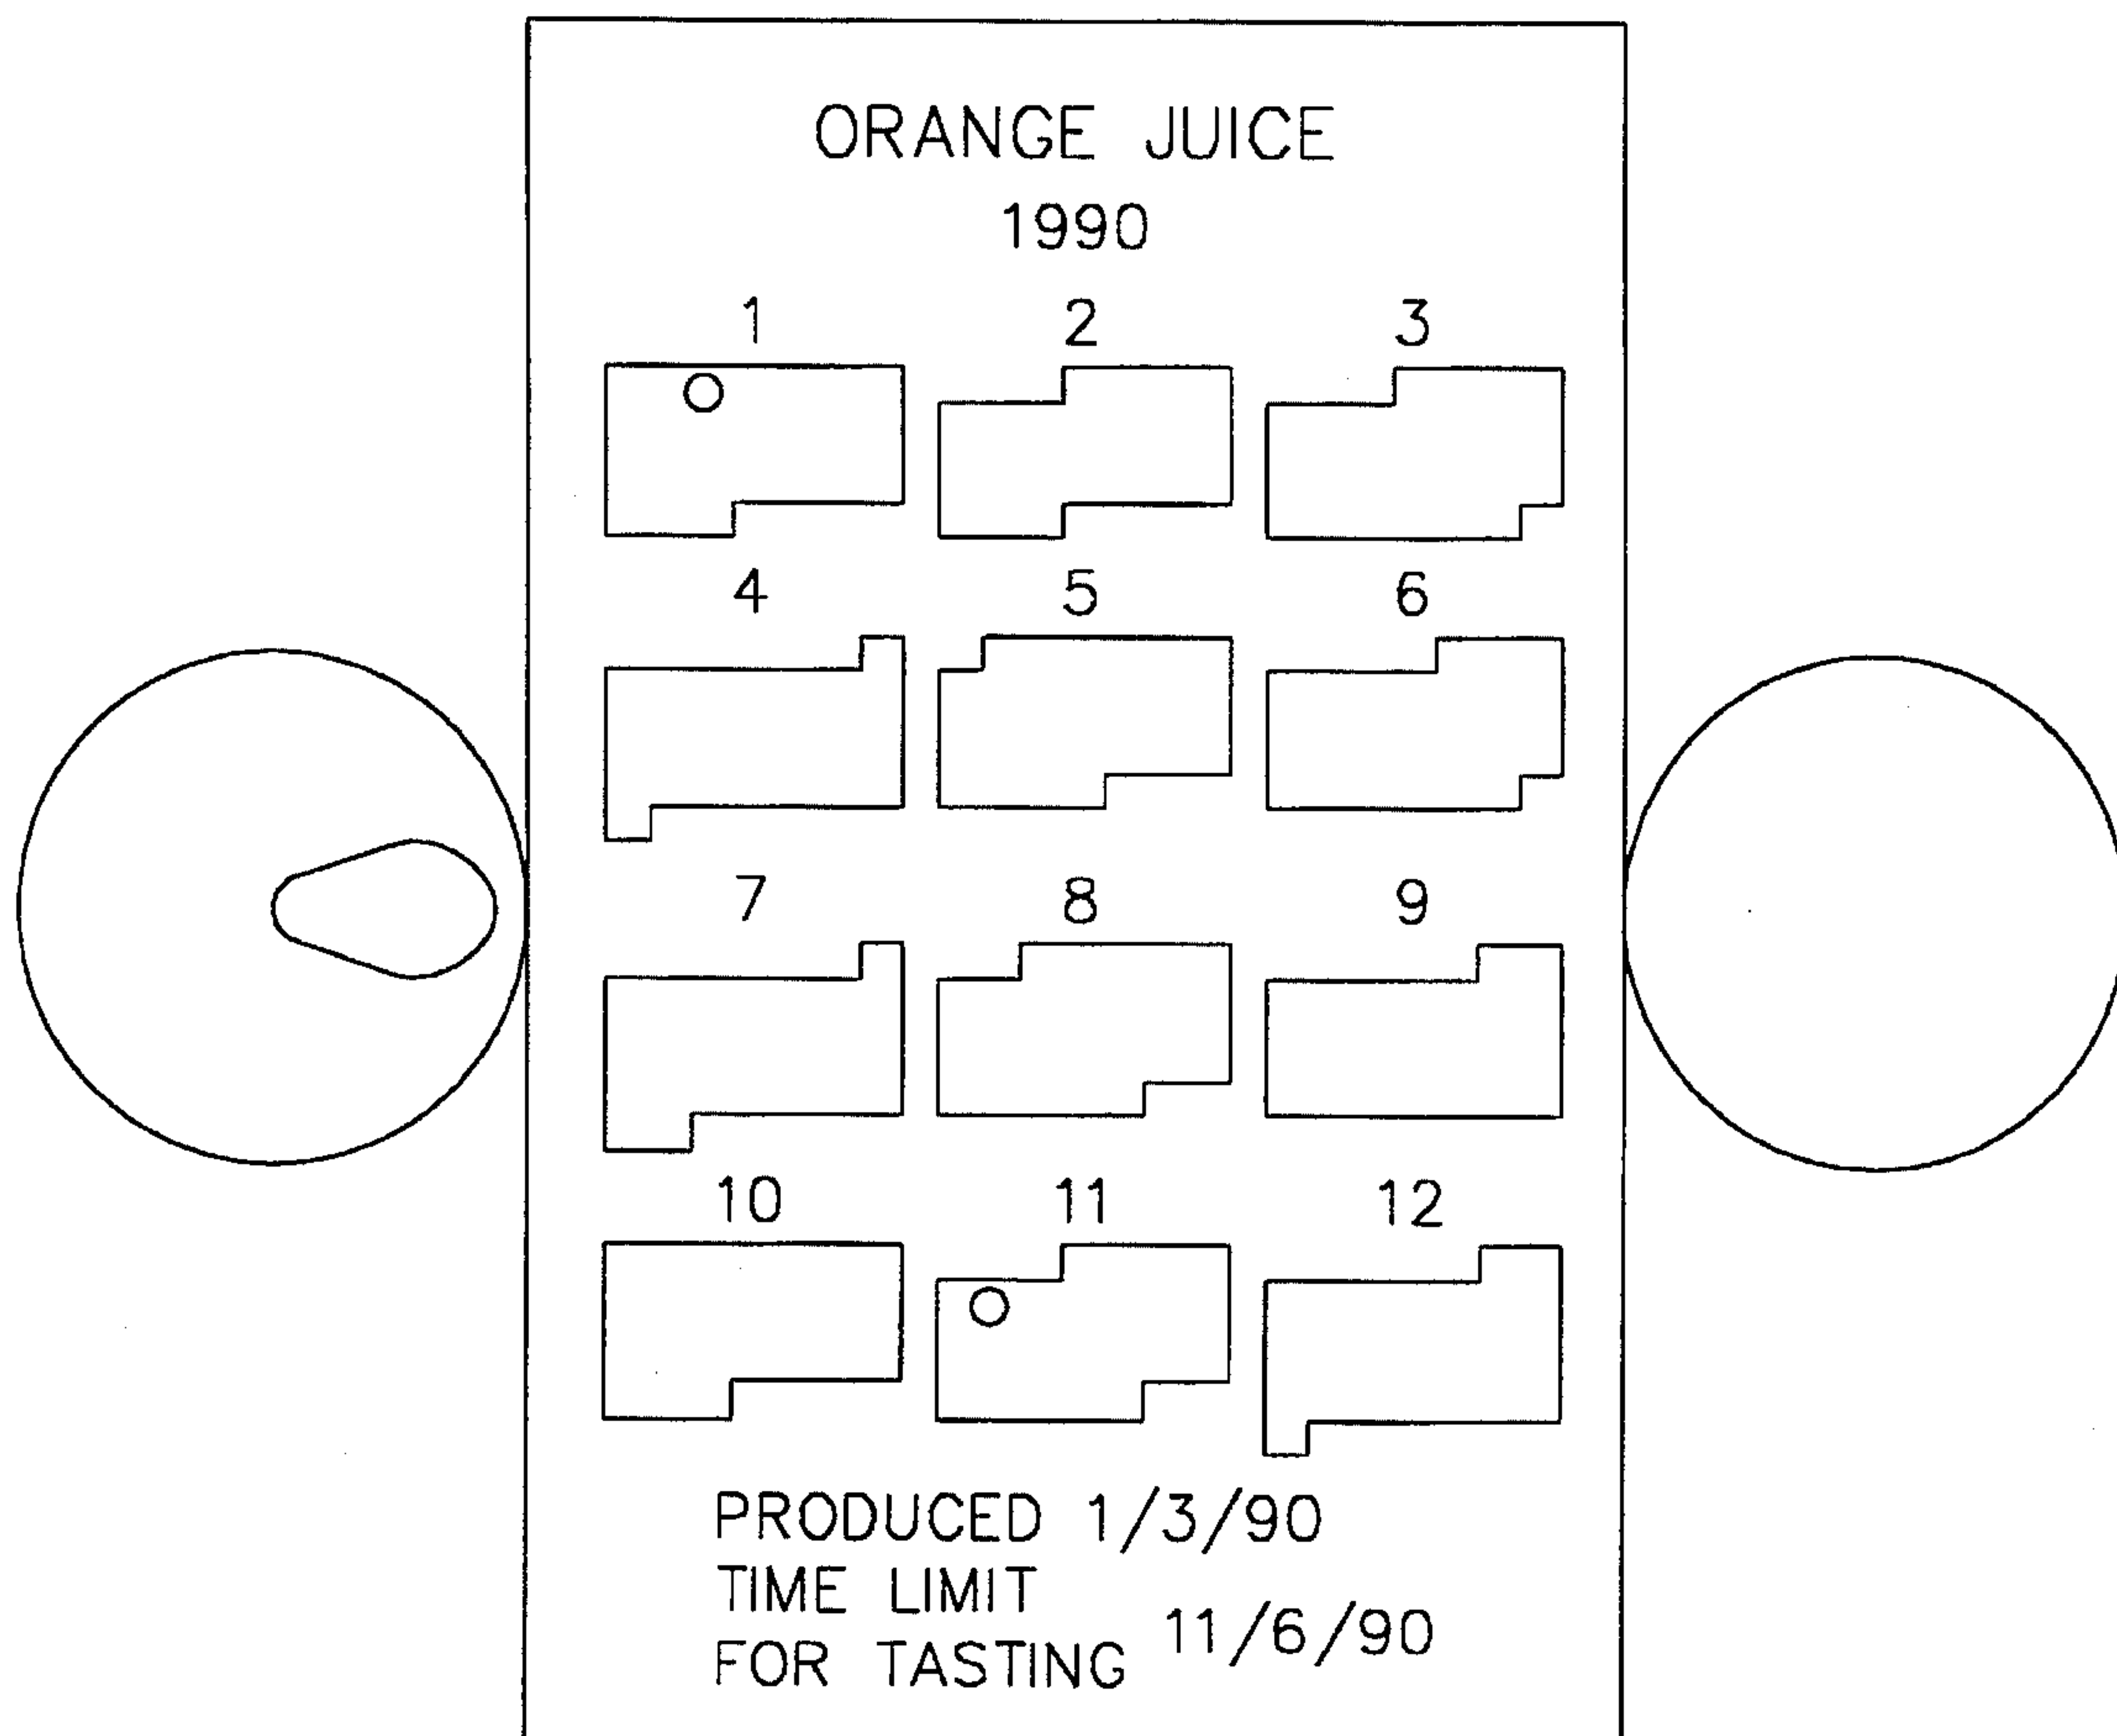 ORANGE JUICE
1990
1 2 3
4 5 6
7 8 9
10 11 12
PRODUCED 1/3/90
TIME LIMIT
FOR TASTING 11/6/90